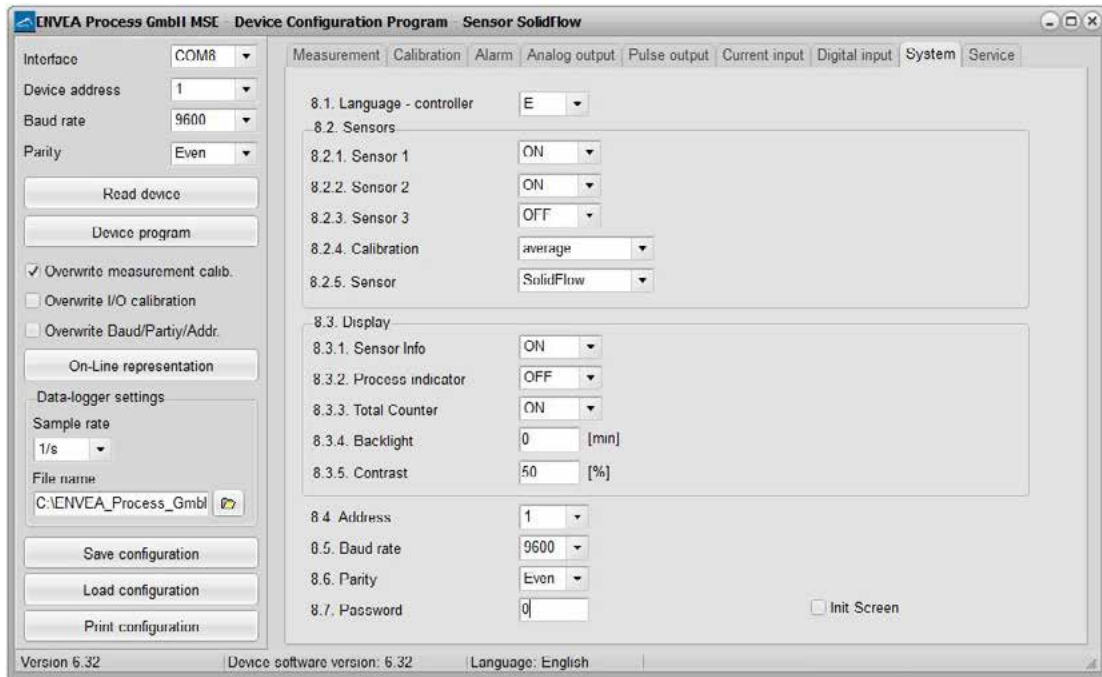 ENVEA Process GmbH MSE - Device Configuration Program - Sensor SolidFlow
Interface COM8
Device address 1
Baud rate 9600
Parity Even
Read device
Device program
Overwrite measurement calib.
Overwrite I/O calibration
Overwrite Baud/Partiy/Addr.
On-Line representation
Data-logger settings
Sample rate
1/s
File name
C:\ENVEA_Process_Gmbl
Save configuration
Load configuration
Print configuration
Measurement Calibration Alarm Analog output Pulse output Current input Digital input System Service
8.1. Language - controller E
8.2. Sensors
8.2.1. Sensor 1 ON
8.2.2. Sensor 2 ON
8.2.3. Sensor 3 OFF
8.2.4. Calibration average
8.2.5. Sensor SolidFlow
8.3. Display
8.3.1. Sensor Info ON
8.3.2. Process indicator OFF
8.3.3. Total Counter ON
8.3.4. Backlight 0 [min]
8.3.5. Contrast 50 [%]
8.4. Address 1
8.5. Baud rate 9600
8.6. Parity Even
8.7. Password 0 Init Screen
Version 6.32 Device software version: 6.32 Language: English